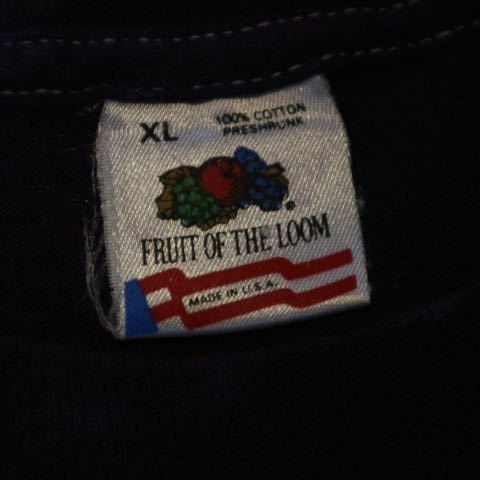 XL
100% COTTON
PRESHRUNK
®
FRUIT OF THE LOOM
MADE IN U.S.A.